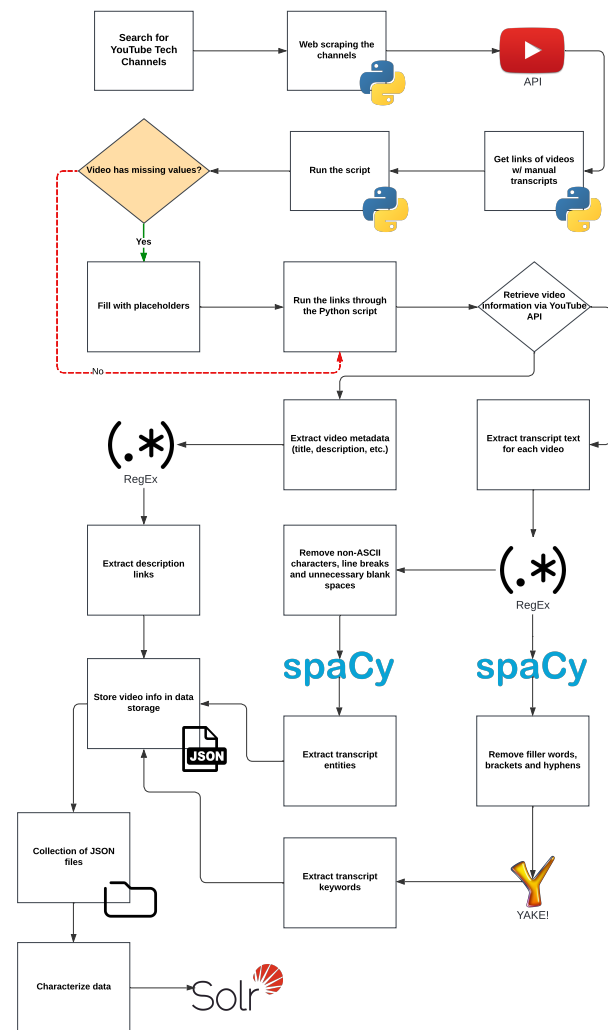 Search for
YouTube Tech
Channels
Web scraping the
channels
API
Video has missing values?
Run the script
Get links of videos
w/ manual
transcripts
Yes
Fill with placeholders
Run the links through
the Python script
Retrieve video
information via YouTube
API
No
(.*)
RegEx
Extract video metadata
(title, description, etc.)
Extract transcript text
for each video
Extract description
links
Remove non-ASCII
characters, line breaks
and unnecessary blank
spaces
(.*)
RegEx
spaCy
spaCy
Store video info in data
storage
JSON
Extract transcript
entities
Remove filler words,
brackets and hyphens
Collection of JSON
files
Extract transcript
keywords
Y
YAKE!
Characterize data
Solr